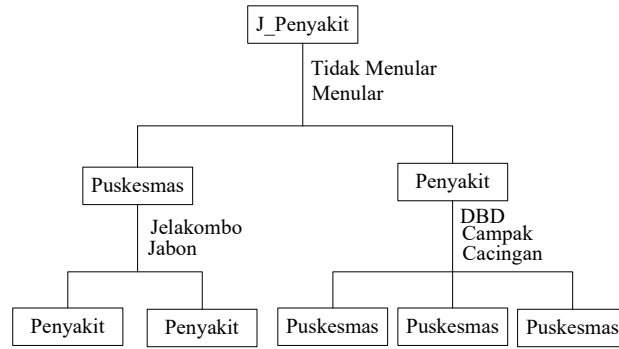 J_Penyakit
Tidak Menular
Menular
Puskesmas
Penyakit
Jelakombo
Jabon
DBD
Campak
Cacingan
Penyakit
Penyakit
Puskesmas
Puskesmas
Puskesmas